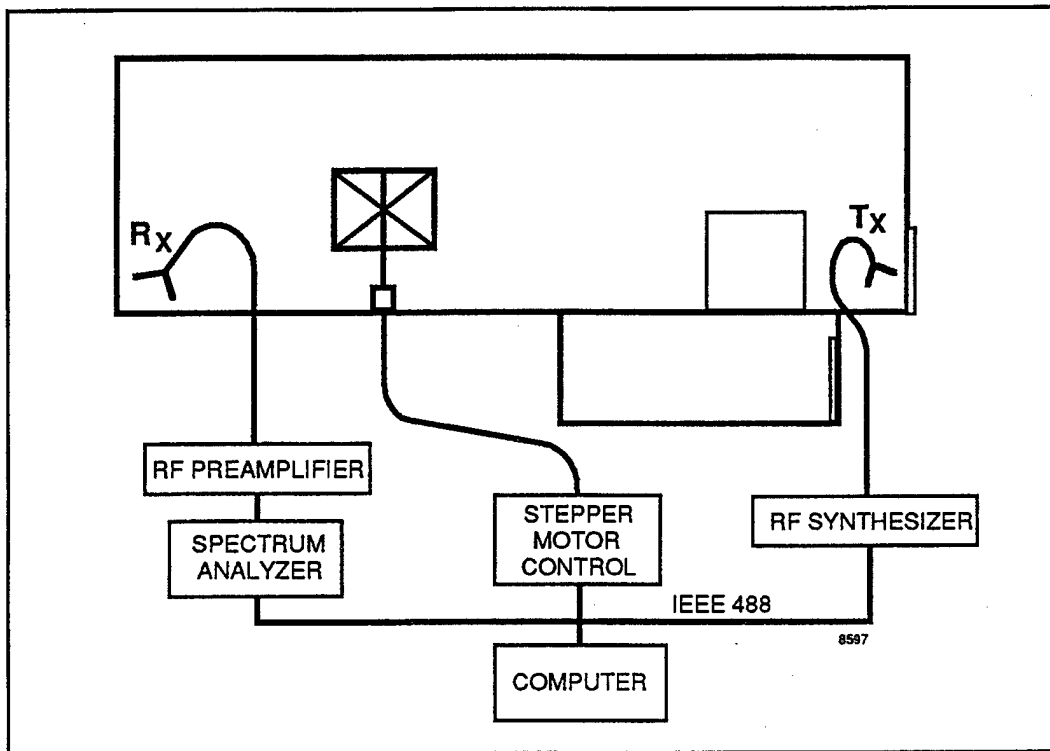 Rx
Tx
RF PREAMPLIFIER
SPECTRUM
ANALYZER
STEPPER
MOTOR
CONTROL
RF SYNTHESIZER
IEEE 488
8597
COMPUTER